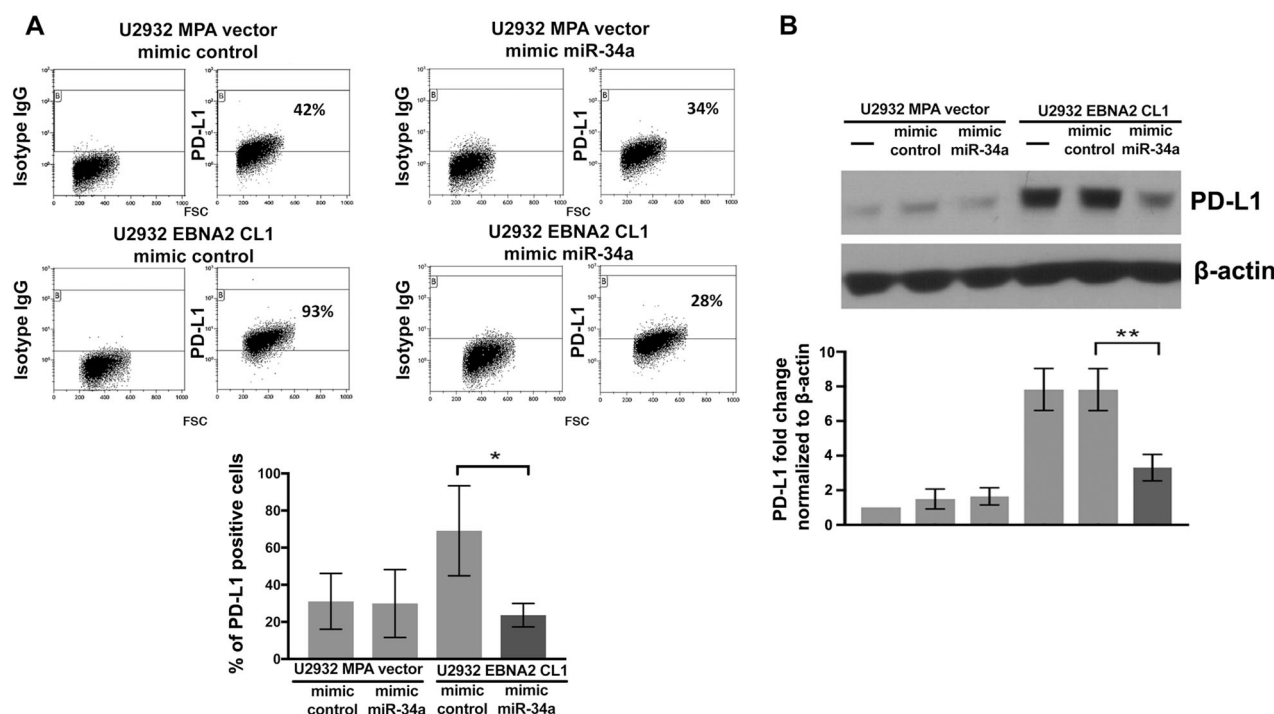 A
U2932 MPA vector
mimic control
Isotype IgG
B
PD-L1
B
42%
FSC
U2932 MPA vector
mimic miR-34a
Isotype IgG
B
PD-L1
B
34%
FSC
U2932 EBNA2 CL1
mimic control
Isotype IgG
B
PD-L1
B
93%
FSC
U2932 EBNA2 CL1
mimic miR-34a
Isotype IgG
B
PD-L1
B
28%
FSC
% of PD-L1 positive cells
100
80
60
40
20
0
*
U2932 MPA vector
U2932 EBNA2 CL1
mimic control
mimic miR-34a
mimic control
mimic miR-34a
B
U2932 MPA vector
U2932 EBNA2 CL1
—
mimic control
mimic miR-34a
—
mimic control
mimic miR-34a
PD-L1
β-actin
PD-L1 fold change
normalized to β-actin
10
8
6
4
2
0
**